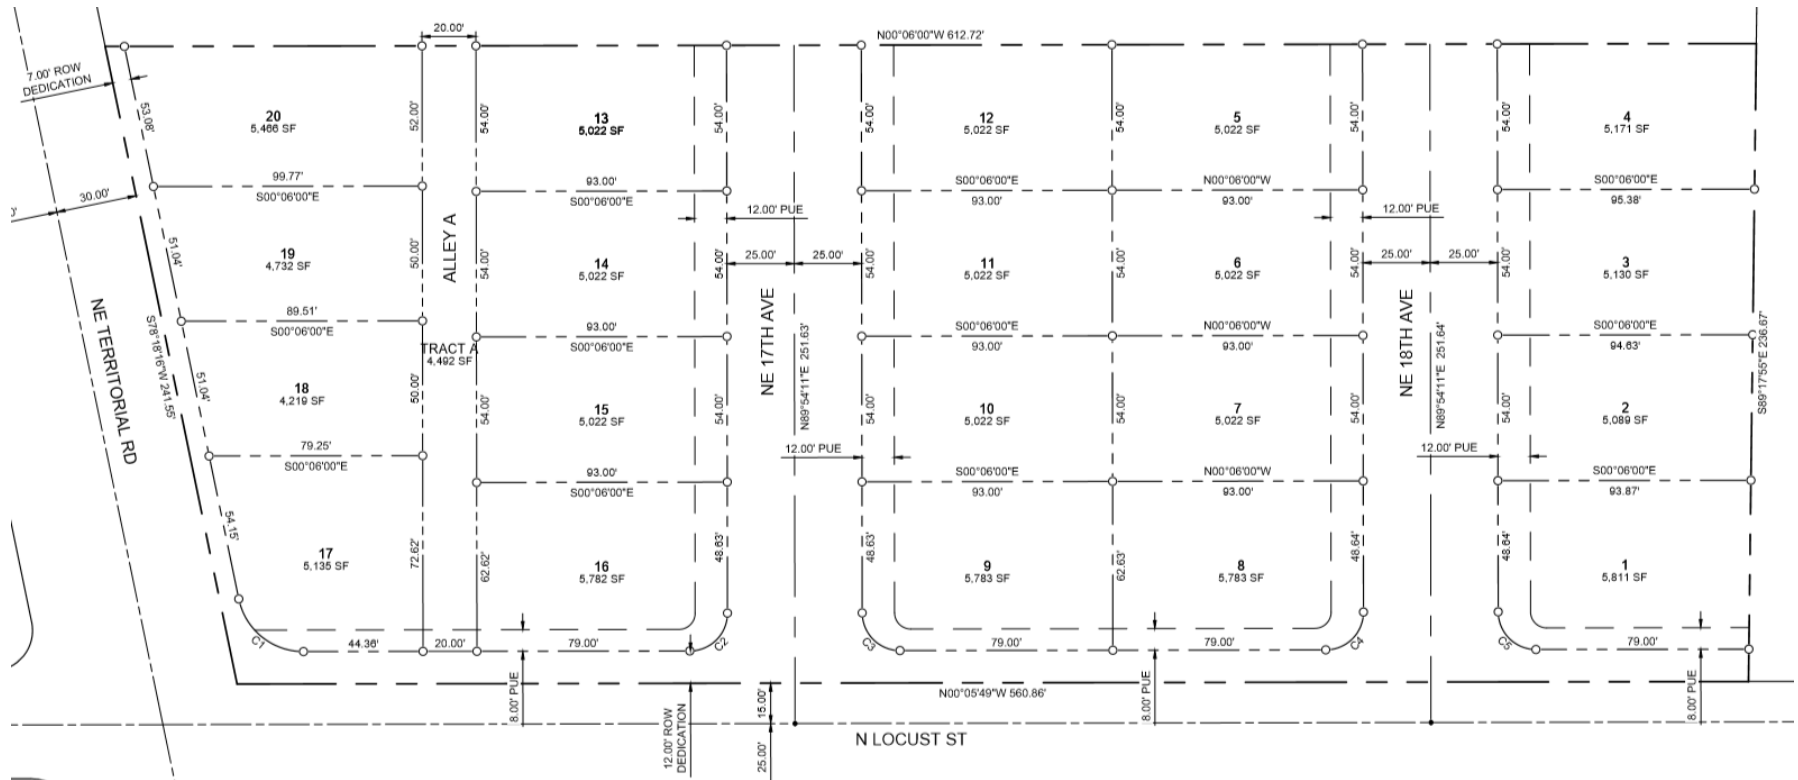 20.00'
N00°06'00"W 612.72'
7.00' ROW
DEDICATION
53.08'
20
5,466 SF
52.00'
54.00'
13
5,022 SF
54.00'
54.00'
12
5,022 SF
54.00'
5
5,022 SF
54.00'
54.00'
4
5,171 SF
99.77'
S00°06'00"E
93.00'
S00°06'00"E
S00°06'00"E
93.00'
N00°06'00"W
93.00'
S00°06'00"E
95.38'
30.00'
12.00' PUE
12.00' PUE
51.04'
19
4,732 SF
50.00'
ALLEY A
54.00'
14
5,022 SF
54.00'
25.00'
25.00'
54.00'
11
5,022 SF
54.00'
6
5,022 SF
54.00'
25.00'
25.00'
54.00'
3
5,130 SF
89.51'
S00°06'00"E
93.00'
S00°06'00"E
S00°06'00"E
93.00'
N00°06'00"W
93.00'
S00°06'00"E
94.63'
NE TERRITORIAL RD
S78°18'16"W 241.55'
TRACT A
4,492 SF
NE 17TH AVE
N89°54'11"E 251.63'
NE 18TH AVE
N89°54'11"E 251.64'
S89°17'55"E 236.67'
51.04'
18
4,219 SF
50.00'
54.00'
15
5,022 SF
54.00'
54.00'
10
5,022 SF
54.00'
7
5,022 SF
54.00'
54.00'
2
5,089 SF
79.25'
S00°06'00"E
93.00'
S00°06'00"E
12.00' PUE
S00°06'00"E
93.00'
N00°06'00"W
93.00'
12.00' PUE
S00°06'00"E
93.87'
54.15'
17
5,135 SF
72.62'
62.62'
16
5,782 SF
48.63'
48.63'
9
5,783 SF
62.63'
8
5,783 SF
48.64'
48.64'
1
5,811 SF
C1
44.36'
20.00'
79.00'
C2
C3
79.00'
79.00'
C4
C5
79.00'
8.00' PUE
12.00' ROW
DEDICATION
15.00'
25.00'
N00°05'49"W 560.86'
8.00' PUE
8.00' PUE
N LOCUST ST